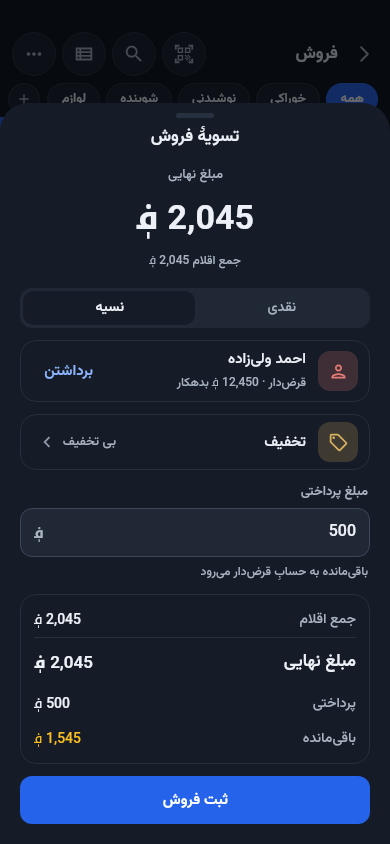 فروش
همه
خوراکی
نوشیدنی
شوینده
لوازم
تسویهٔ فروش
مبلغ نهایی
2,045 ؋
جمع اقلام 2,045 ؋
نقدی
نسیه
احمد ولی‌زاده
قرض‌دار · 12,450 ؋ بدهکار
برداشتن
تخفیف
بی تخفیف
مبلغ پرداختی
500
؋
باقی‌مانده به حسابِ قرض‌دار می‌رود
جمع اقلام
2,045 ؋
مبلغ نهایی
2,045 ؋
پرداختی
500 ؋
باقی‌مانده
1,545 ؋
ثبت فروش